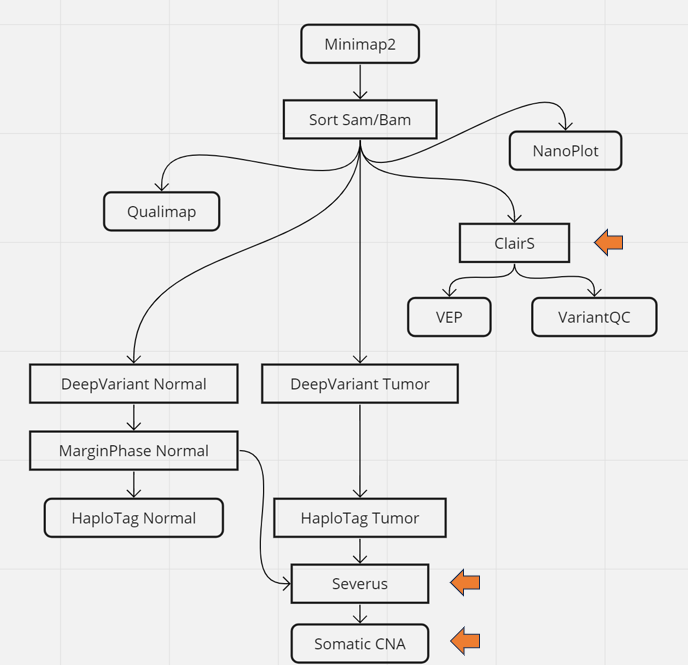 Minimap2
Sort Sam/Bam
NanoPlot
Qualimap
ClairS
VEP
VariantQC
DeepVariant Normal
DeepVariant Tumor
MarginPhase Normal
HaploTag Normal
HaploTag Tumor
Severus
Somatic CNA